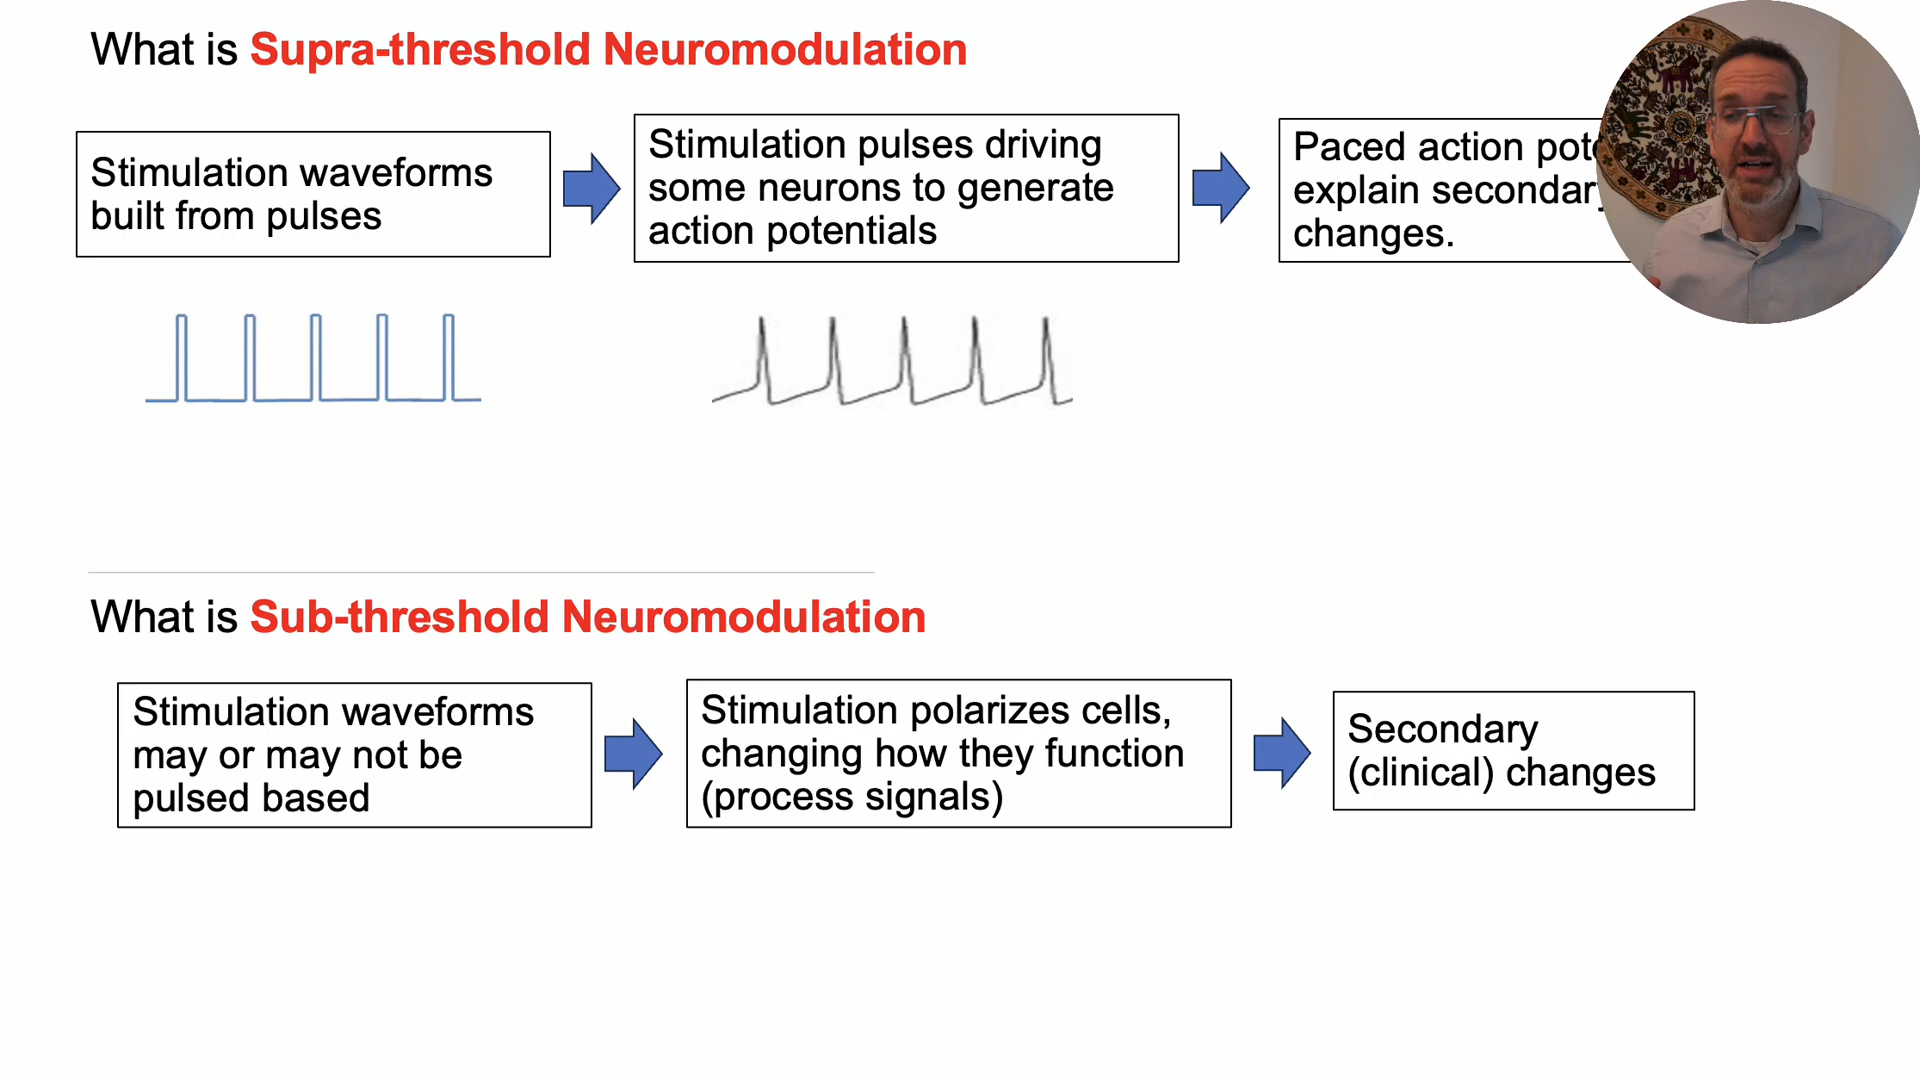 What is Supra-threshold Neuromodulation
Stimulation waveforms
built from pulses
Stimulation pulses driving
some neurons to generate
action potentials
Paced action
explain
changes.
What is Sub-threshold Neuromodulation
Stimulation waveforms
may or may not be
pulsed based
Stimulation polarizes cells,
changing how they function
(process signals)
Secondary
(clinical) changes